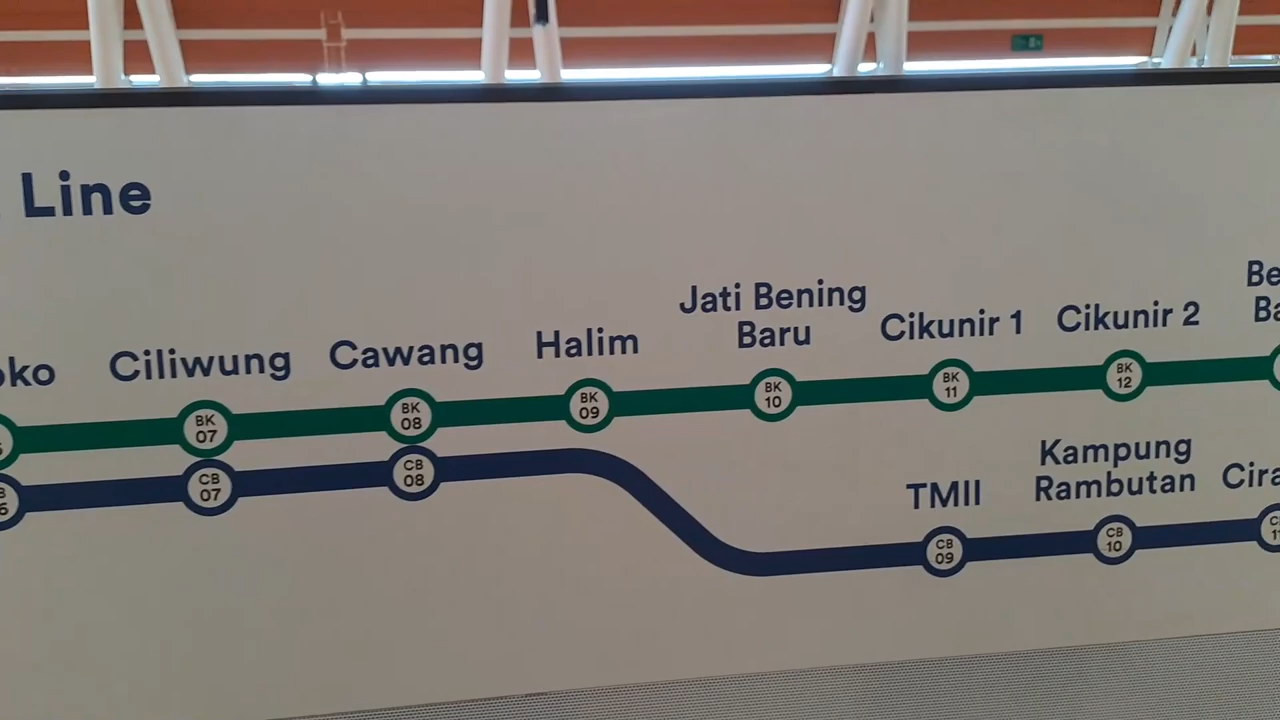 Line
Ciliwung
Cawang
Halim
Jati Bening
Baru
Cikunir 1
Cikunir 2
BK
07
BK
08
BK
09
BK
10
BK
11
BK
12
CB
07
CB
08
TMII
Kampung
Rambutan
CB
09
CB
10